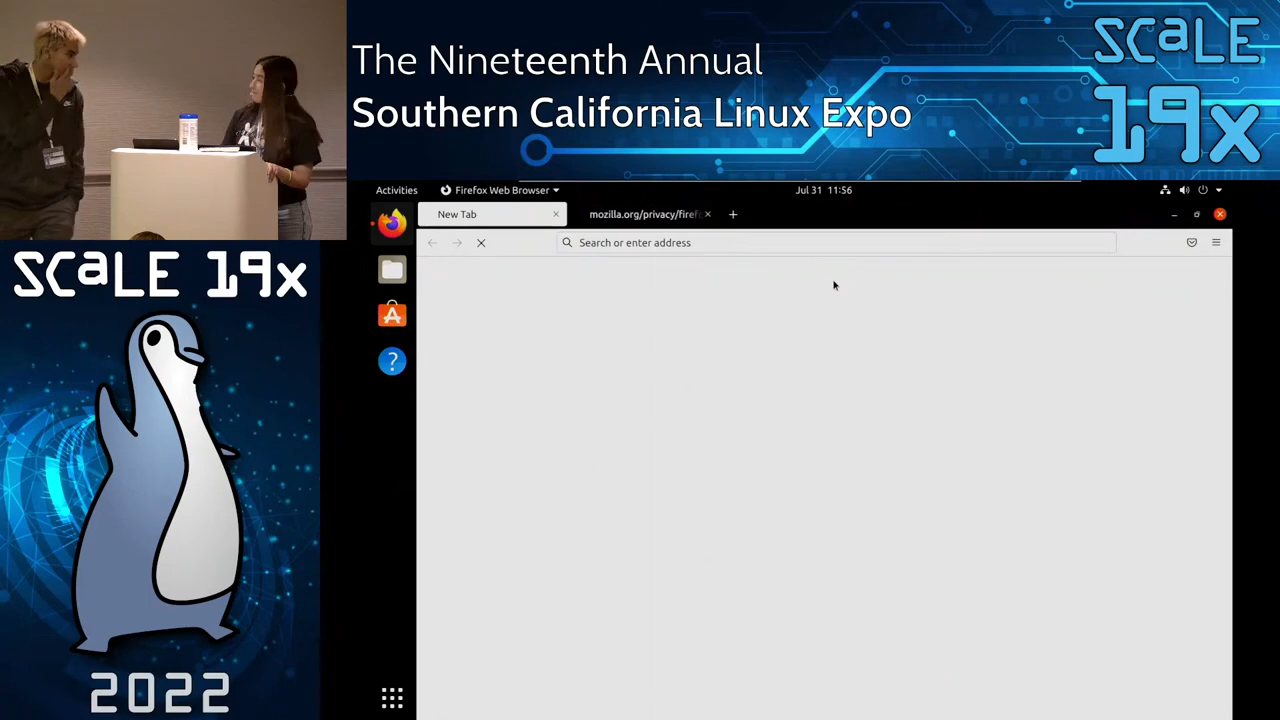 The Nineteenth Annual
Southern California Linux Expo
SCaLE
19x
Activities
Firefox Web Browser
Jul 31 11:56
New Tab
mozilla.org/privacy/firef
Search or enter address
SCaLE 19x
2022